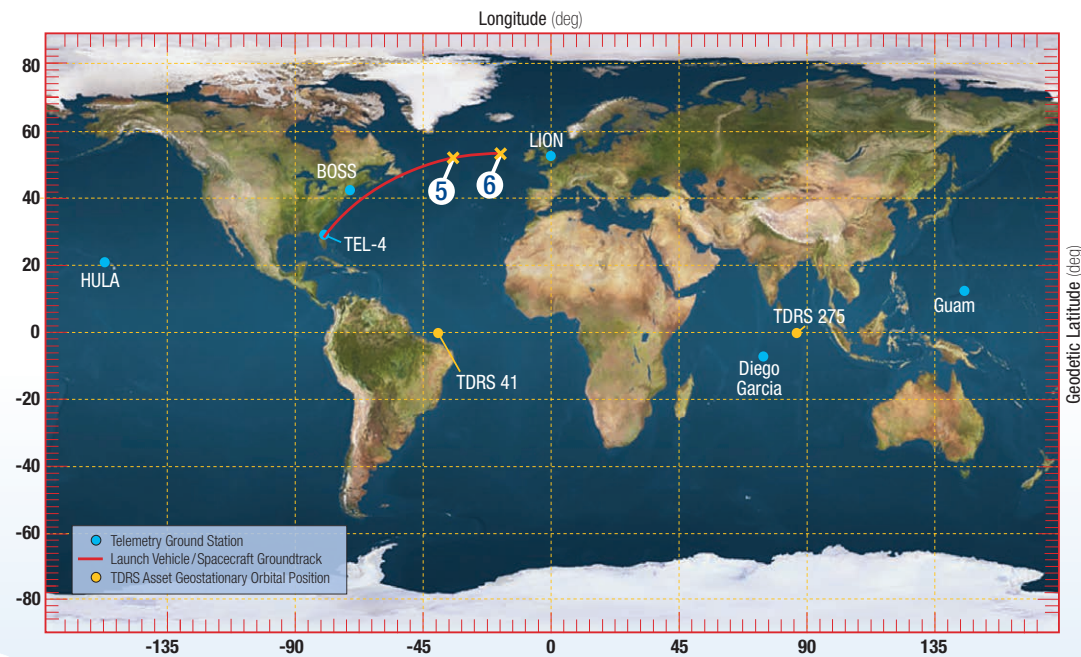 Longitude (deg)
80
60
40
20
0
-20
-40
-60
-80
LION
BOSS
5
6
TEL-4
HULA
Guam
TDRS 275
TDRS 41
Diego
Garcia
Geodetic Latitude (deg)
Telemetry Ground Station
Launch Vehicle/Spacecraft Groundtrack
TDRS Asset Geostationary Orbital Position
-135
-90
-45
0
45
90
135